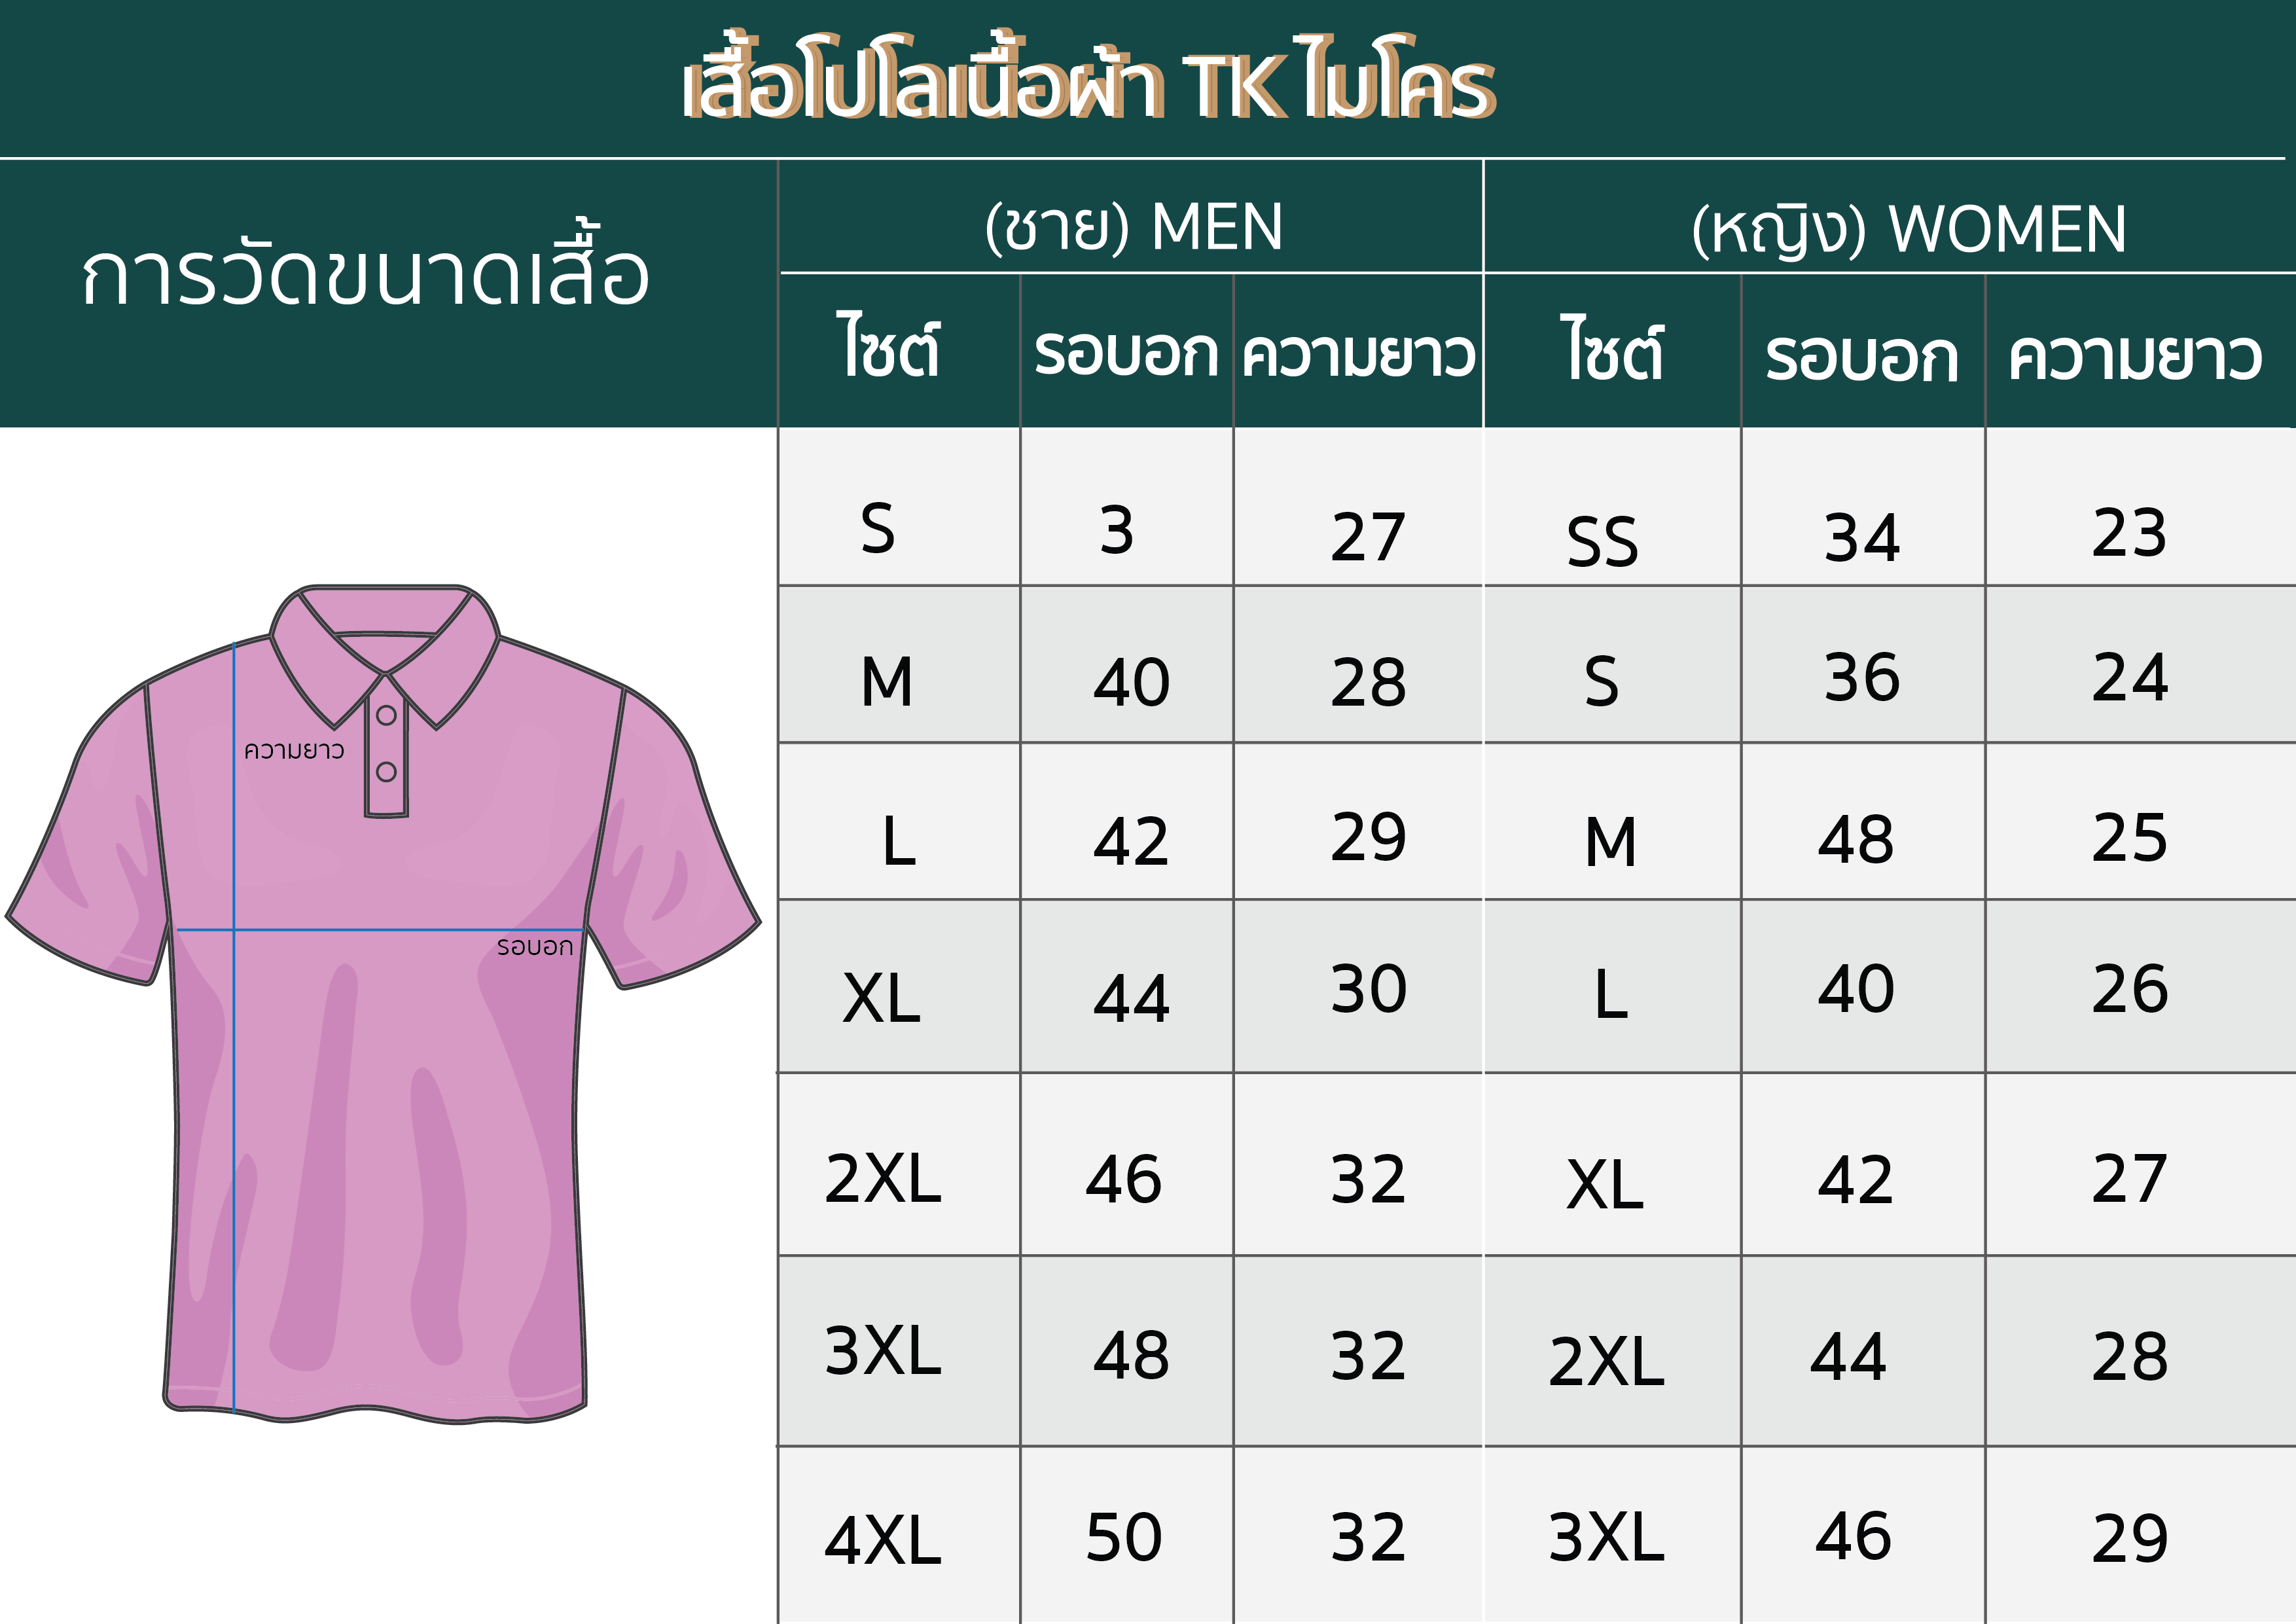 เสื้อโปโลเนื้อผ้า TK ไมโคร
การวัดขนาดเสื้อ
(ชาย) MEN (หญิง) WOMEN
ไซต์ รอบอก ความยาว ไซต์ รอบอก ความยาว
S 3 27 SS 34 23
M 40 28 S 36 24
L 42 29 M 48 25
XL 44 30 L 40 26
2XL 46 32 XL 42 27
3XL 48 32 2XL 44 28
4XL 50 32 3XL 46 29
ความยาว
รอบอก